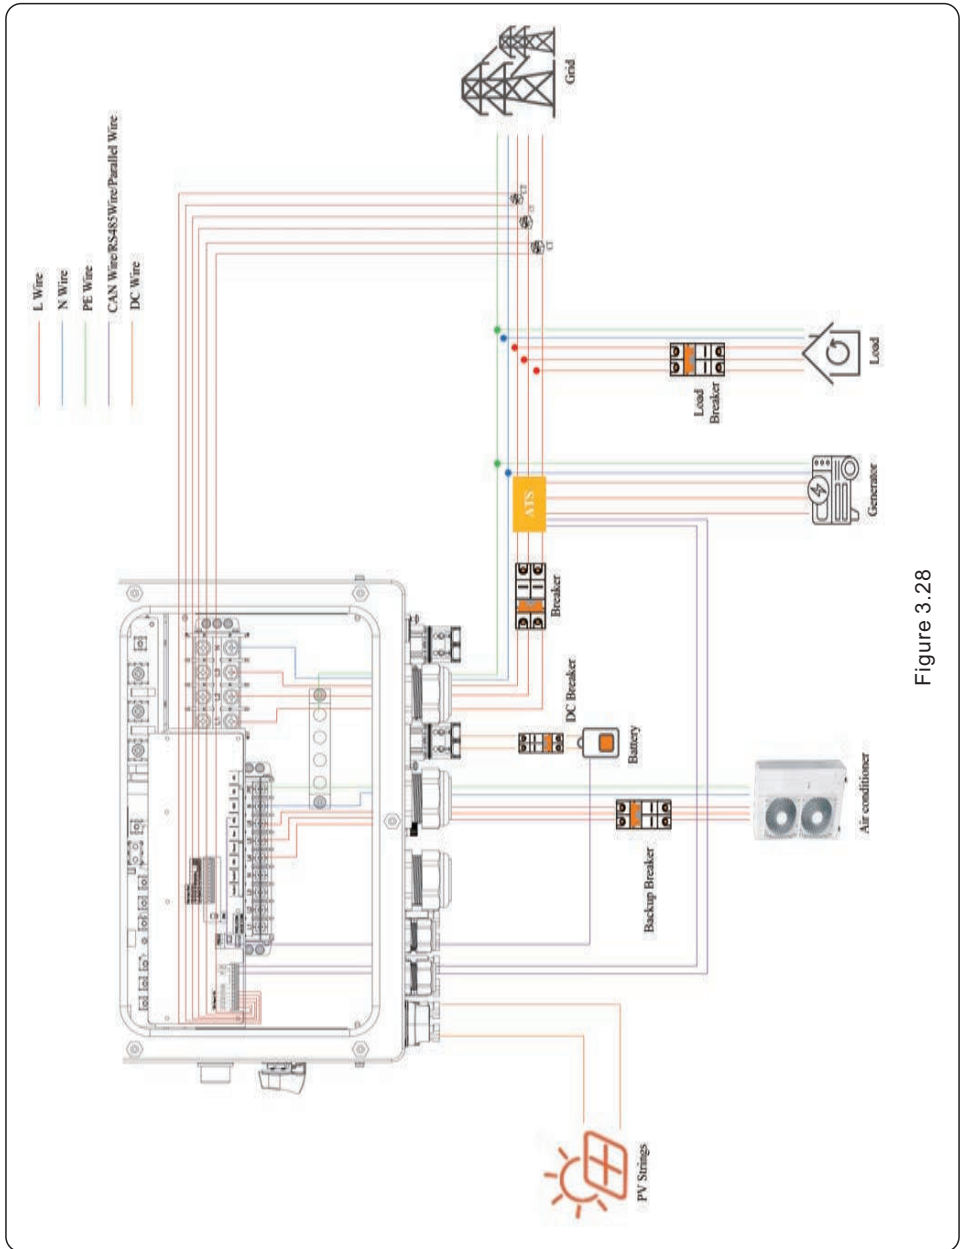 L Wire
N Wire
PE Wire
CAN Wire/RS485Wire/Parallel Wire
DC Wire
Grid
CT
CT
CT
Load
Load
Breaker
Generator
ATS
Breaker
DC Breaker
Battery
Air conditioner
Backup Breaker
PV Strings
Figure 3.28